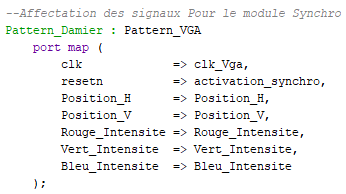 --Affectation des signaux Pour le module Synchro
Pattern_Damier : Pattern_VGA
port map (
clk => clk_Vga,
resetn => activation_synchro,
Position_H => Position_H,
Position_V => Position_V,
Rouge_Intensite => Rouge_Intensite,
Vert_Intensite => Vert_Intensite,
Bleu_Intensite => Bleu_Intensite
);